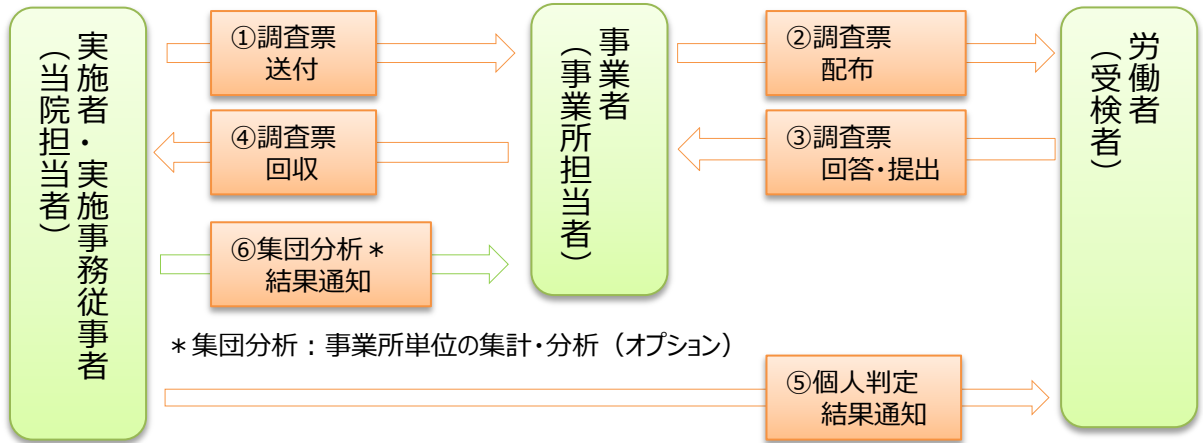 実施者・実施事務従事者
（当院担当者）
①調査票
送付
事業者
（事業所担当者）
②調査票
配布
労働者
（受検者）
④調査票
回収
③調査票
回答・提出
⑥集団分析＊
結果通知
＊集団分析：事業所単位の集計・分析（オプション）
⑤個人判定
結果通知